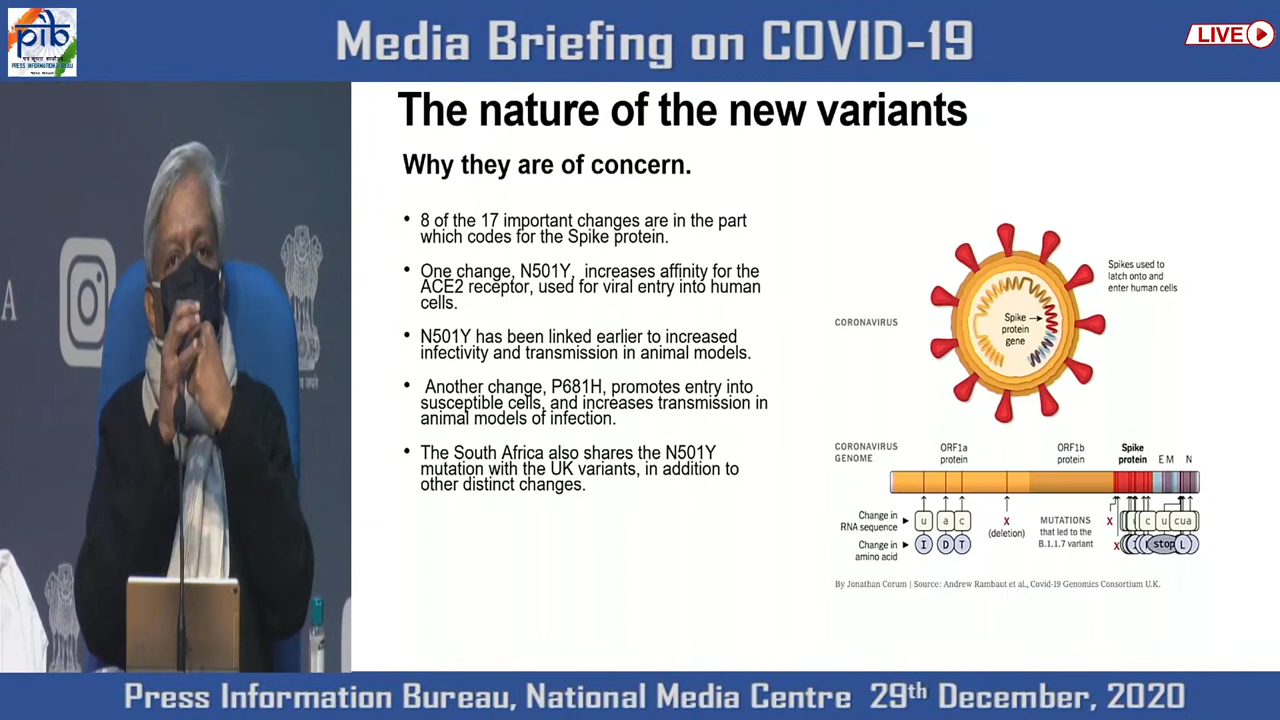 pib
PRESS INFORMATION BUREAU
Media Briefing on COVID-19
LIVE
A
The nature of the new variants
Why they are of concern.
• 8 of the 17 important changes are in the part
which codes for the Spike protein.
• One change, N501Y, increases affinity for the
ACE2 receptor, used for viral entry into human
cells.
• N501Y has been linked earlier to increased
infectivity and transmission in animal models.
• Another change, P681H, promotes entry into
susceptible cells, and increases transmission in
animal models of infection.
• The South Africa also shares the N501Y
mutation with the UK variants, in addition to
other distinct changes.
Spikes used to
latch onto and
enter human cells
CORONAVIRUS
Spike
protein
gene
CORONAVIRUS
GENOME
ORF1a
protein
ORF1b
protein
Spike
protein
E M N
Change in
RNA sequence
u a c
X
(deletion)
MUTATIONS
that led to the
B.1.1.7 variant
X
u c u cua
Change in
amino acid
I D T
X
I stop L
By Jonathan Corum | Source: Andrew Rambaut et al., Covid-19 Genomics Consortium U.K.
Press Information Bureau, National Media Centre 29th December, 2020